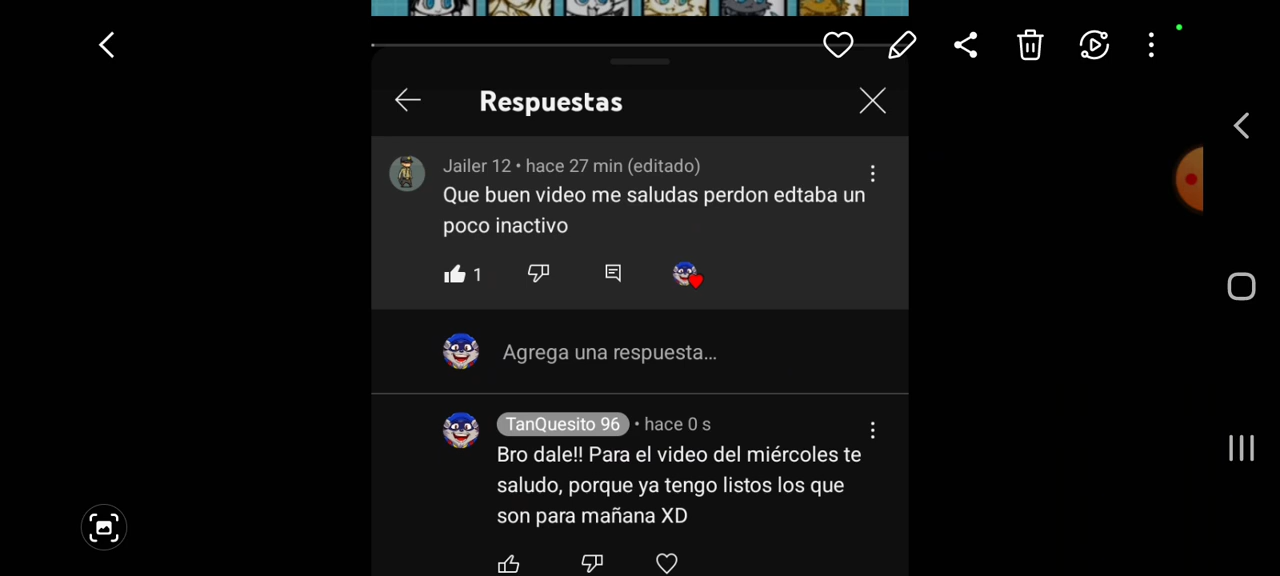 Respuestas
Jailer 12 • hace 27 min (editado)
Que buen video me saludas perdon edtaba un
poco inactivo
1
Agrega una respuesta...
TanQuesito 96 • hace 0 s
Bro dale!! Para el video del miércoles te
saludo, porque ya tengo listos los que
son para mañana XD